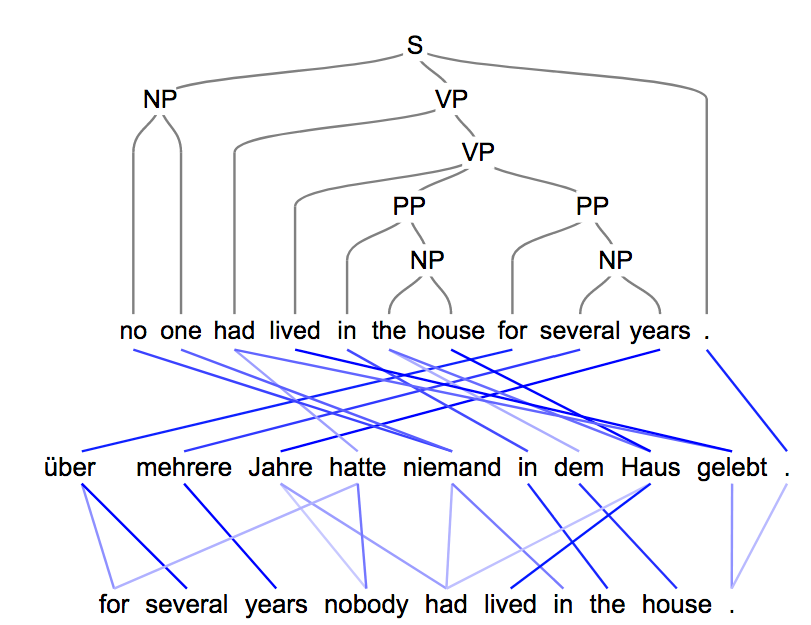 S
NP VP
VP
PP PP
NP NP
no one had lived in the house for several years .
über mehrere Jahre hatte niemand in dem Haus gelebt .
for several years nobody had lived in the house .